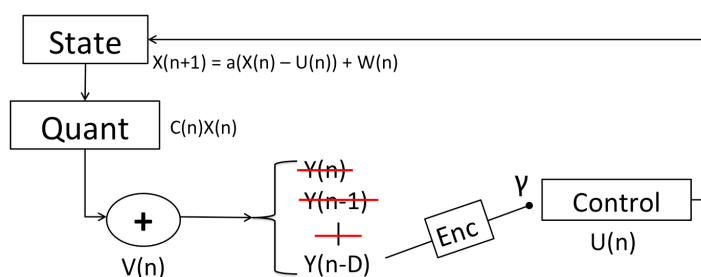 State
X(n+1) = a(X(n) – U(n)) + W(n)
Quant
C(n)X(n)
+
V(n)
Y(n)
Y(n-1)
Y(n-D)
Enc
γ
Control
U(n)